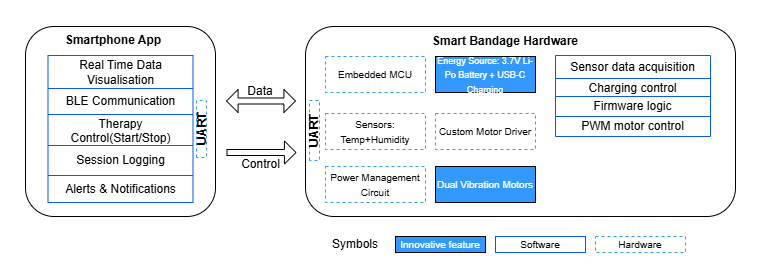 Smartphone App
Real Time Data
Visualisation
BLE Communication
Therapy
Control(Start/Stop)
Session Logging
Alerts & Notifications
UART
Data
Control
Smart Bandage Hardware
UART
Embedded MCU
Energy Source: 3.7V Li-
Po Battery + USB-C
Charging
Sensors:
Temp+Humidity
Custom Motor Driver
Power Management
Circuit
Dual Vibration Motors
Sensor data acquisition
Charging control
Firmware logic
PWM motor control
Symbols
Innovative feature
Software
Hardware